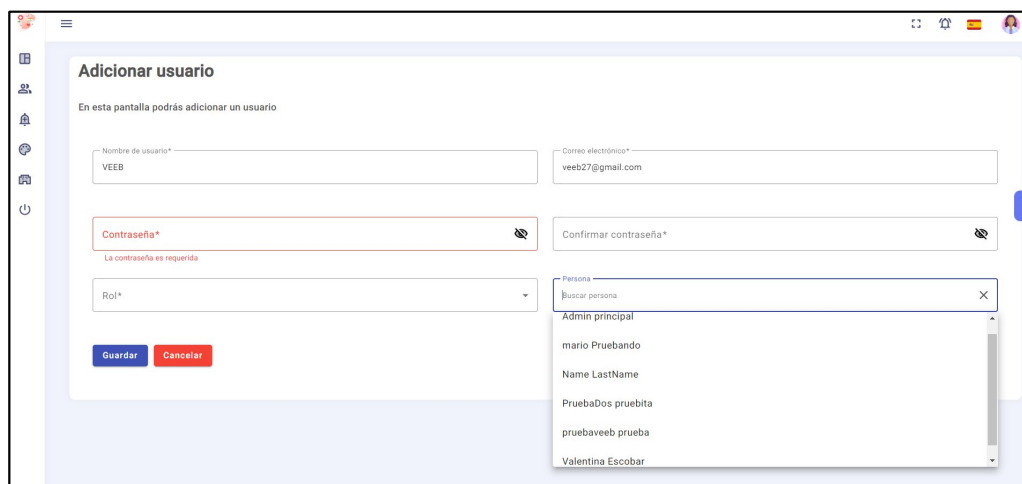 Adicionar usuario
En esta pantalla podrás adicionar un usuario
Nombre de usuario*
VEEB
Correo electrónico*
veeb27@gmail.com
Contraseña*
La contraseña es requerida
Confirmar contraseña*
Rol*
Persona
Buscar persona
Admin principal
mario Pruebando
Name LastName
PruebaDos pruebita
pruebaveeb prueba
Valentina Escobar
Guardar
Cancelar